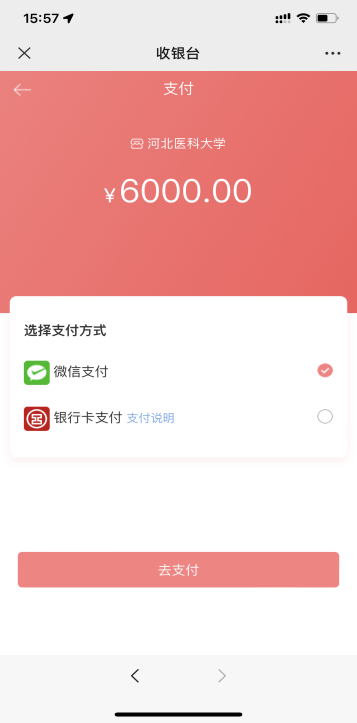 15:57
收银台
支付
河北医科大学
¥6000.00
选择支付方式
微信支付
银行卡支付 支付说明
去支付